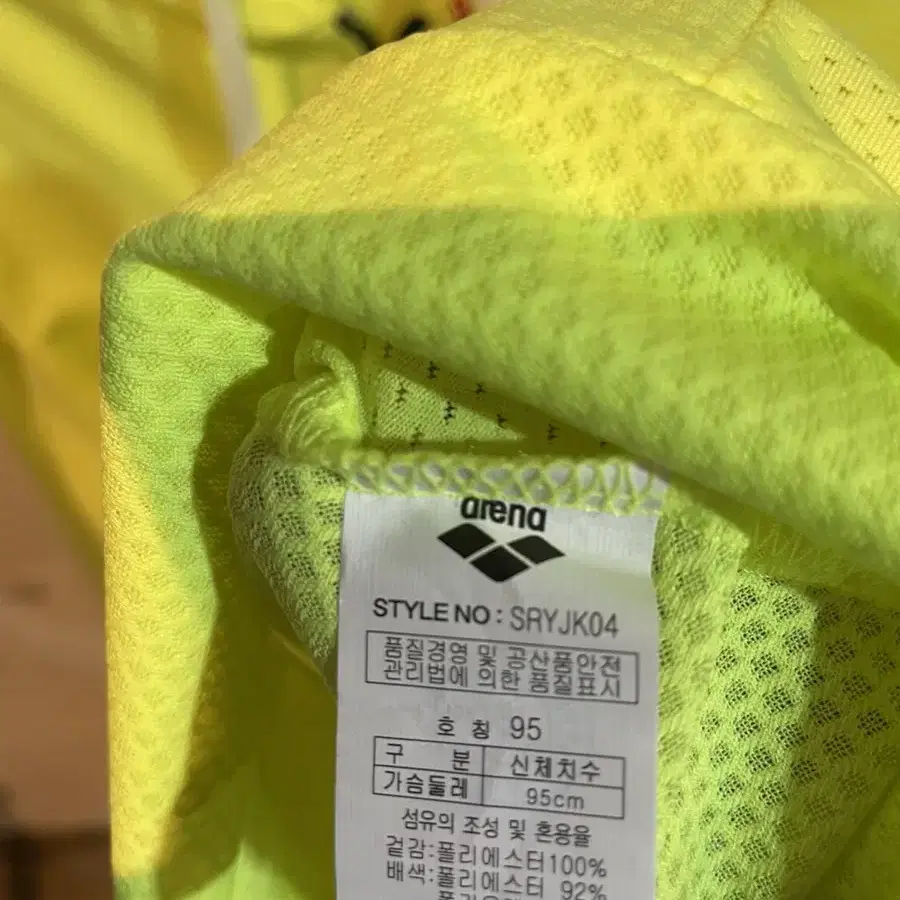 arena
STYLE NO : SRYJK04
품질경영 및 공산품안전
관리법에 의한 품질표시
호 칭 95
구 분 신체치수
가슴둘레 95cm
섬유의 조성 및 혼용율
겉감:폴리에스터100%
배색:폴리에스터 92%